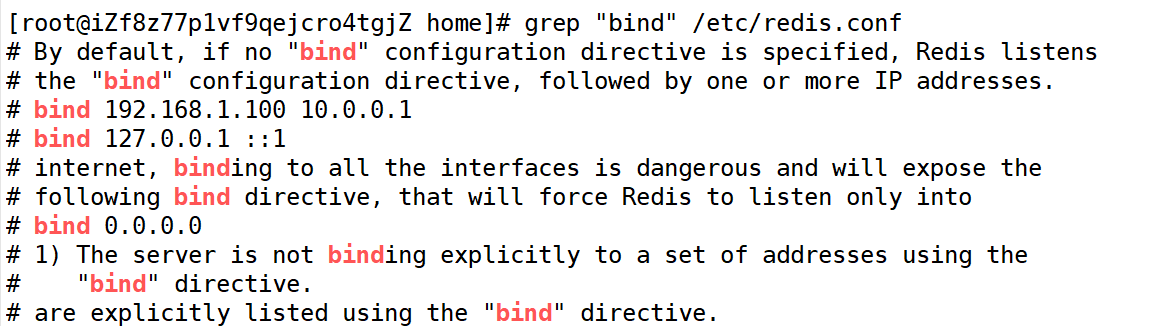 [root@iZf8z77p1vf9qejcro4tgjZ home]# grep "bind" /etc/redis.conf
# By default, if no "bind" configuration directive is specified, Redis listens
# the "bind" configuration directive, followed by one or more IP addresses.
# bind 192.168.1.100 10.0.0.1
# bind 127.0.0.1 ::1
# internet, binding to all the interfaces is dangerous and will expose the
# following bind directive, that will force Redis to listen only into
# bind 0.0.0.0
# 1) The server is not binding explicitly to a set of addresses using the
#    "bind" directive.
# are explicitly listed using the "bind" directive.